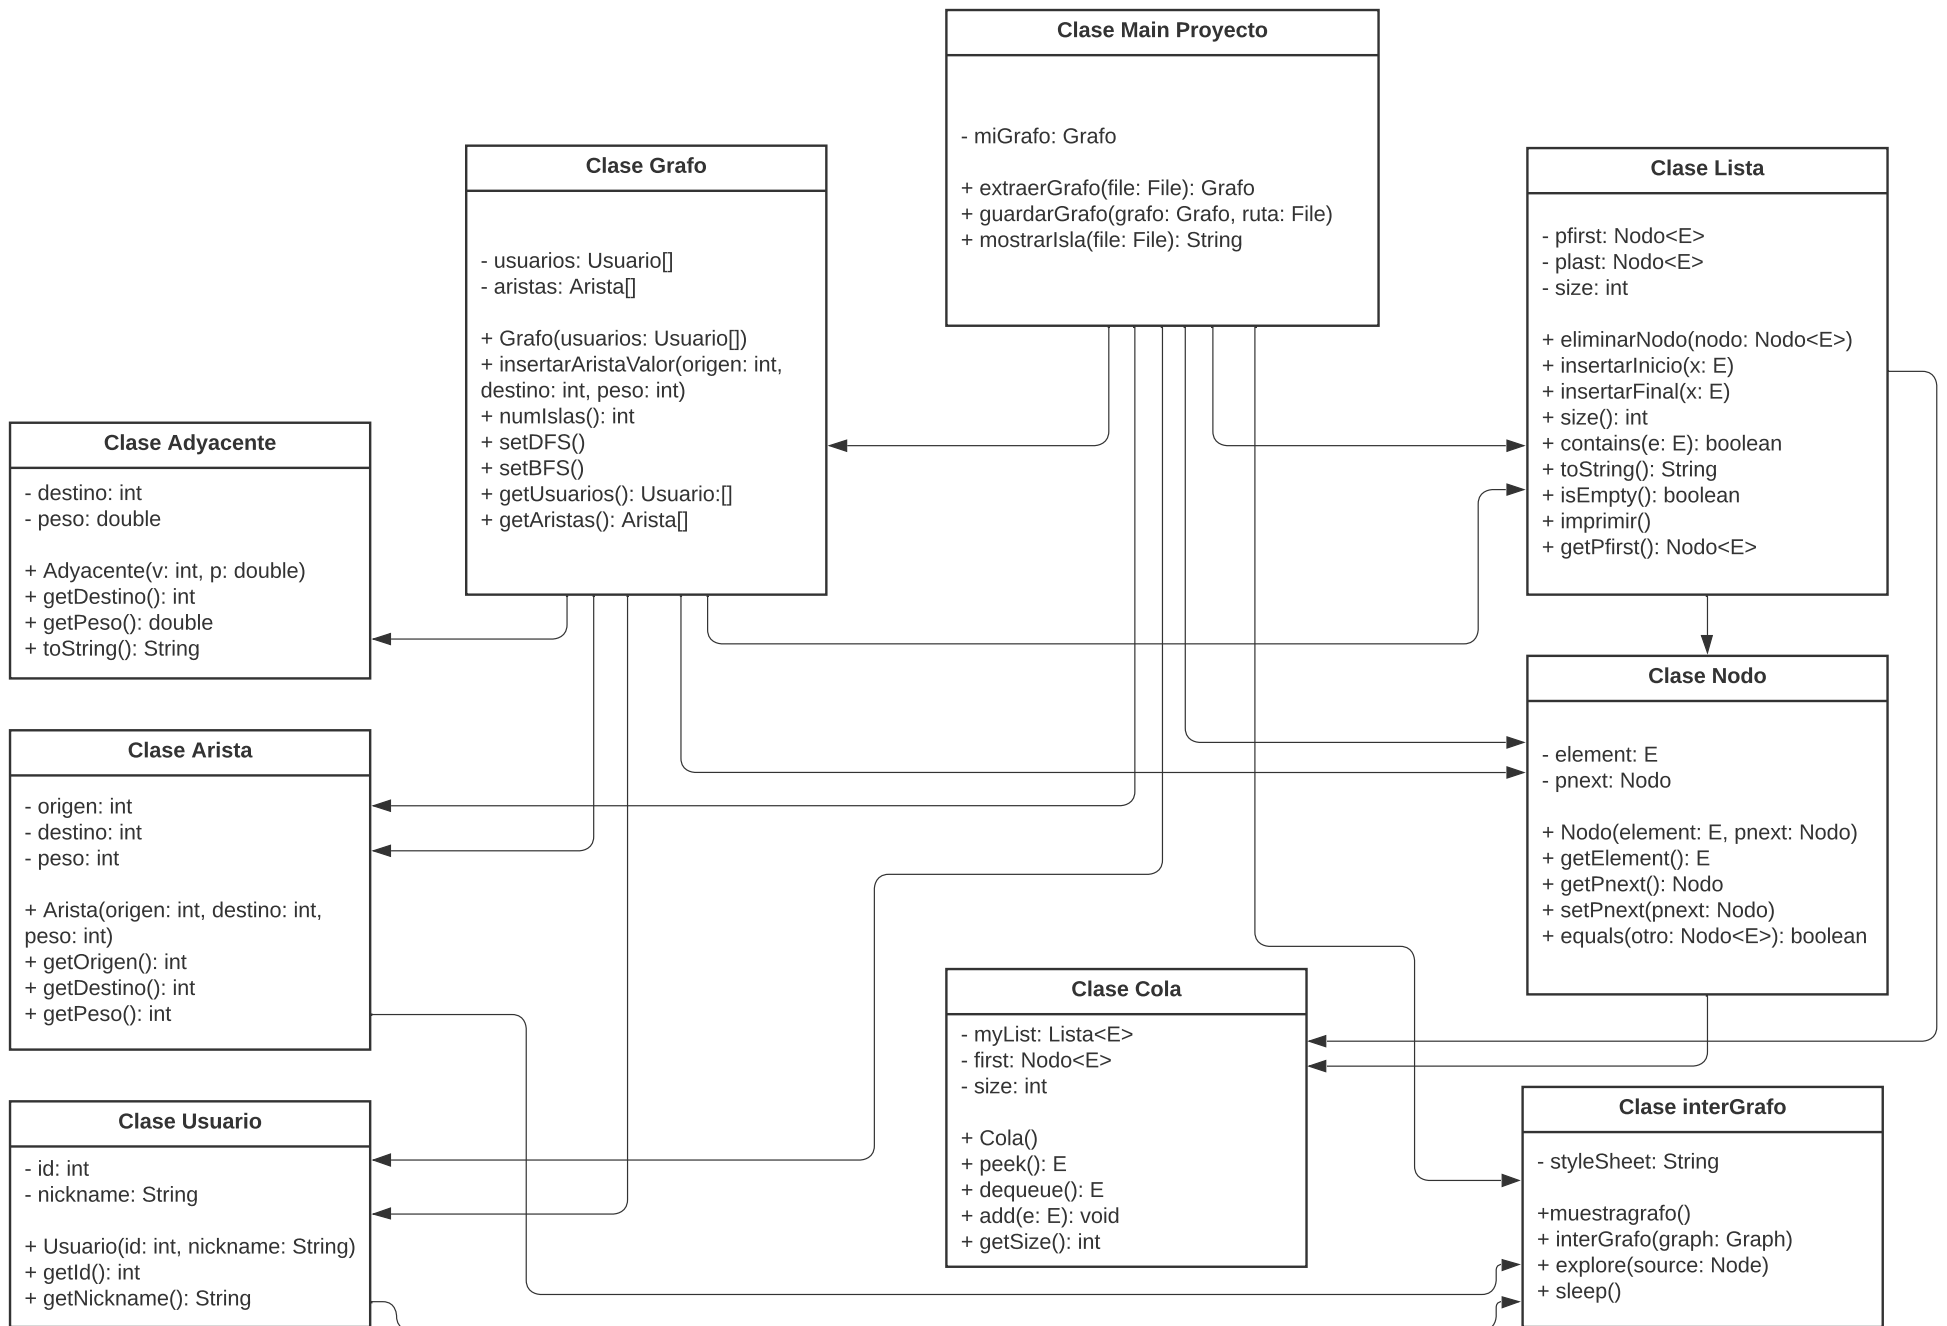 Clase Main Proyecto
- miGrafo: Grafo
+ extraerGrafo(file: File): Grafo
+ guardarGrafo(grafo: Grafo, ruta: File)
+ mostrarIsla(file: File): String
Clase Grafo
- usuarios: Usuario[]
- aristas: Arista[]
+ Grafo(usuarios: Usuario[])
+ insertarAristaValor(origen: int,
destino: int, peso: int)
+ numIslas(): int
+ setDFS()
+ setBFS()
+ getUsuarios(): Usuario:[]
+ getAristas(): Arista[]
Clase Lista
- pfirst: Nodo<E>
- plast: Nodo<E>
- size: int
+ eliminarNodo(nodo: Nodo<E>)
+ insertarInicio(x: E)
+ insertarFinal(x: E)
+ size(): int
+ contains(e: E): boolean
+ toString(): String
+ isEmpty(): boolean
+ imprimir()
+ getPfirst(): Nodo<E>
Clase Adyacente
- destino: int
- peso: double
+ Adyacente(v: int, p: double)
+ getDestino(): int
+ getPeso(): double
+ toString(): String
Clase Nodo
- element: E
- pnext: Nodo
+ Nodo(element: E, pnext: Nodo)
+ getElement(): E
+ getPnext(): Nodo
+ setPnext(pnext: Nodo)
+ equals(otro: Nodo<E>): boolean
Clase Arista
- origen: int
- destino: int
- peso: int
+ Arista(origen: int, destino: int,
peso: int)
+ getOrigen(): int
+ getDestino(): int
+ getPeso(): int
Clase Cola
- myList: Lista<E>
- first: Nodo<E>
- size: int
+ Cola()
+ peek(): E
+ dequeue(): E
+ add(e: E): void
+ getSize(): int
Clase Usuario
- id: int
- nickname: String
+ Usuario(id: int, nickname: String)
+ getId(): int
+ getNickname(): String
Clase interGrafo
- styleSheet: String
+muestragrafo()
+ interGrafo(graph: Graph)
+ explore(source: Node)
+ sleep()